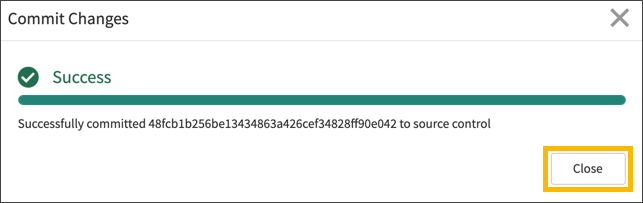 Commit Changes
Success
Successfully committed 48fcb1b256be13434863a426cef34828ff90e042 to source control
Close